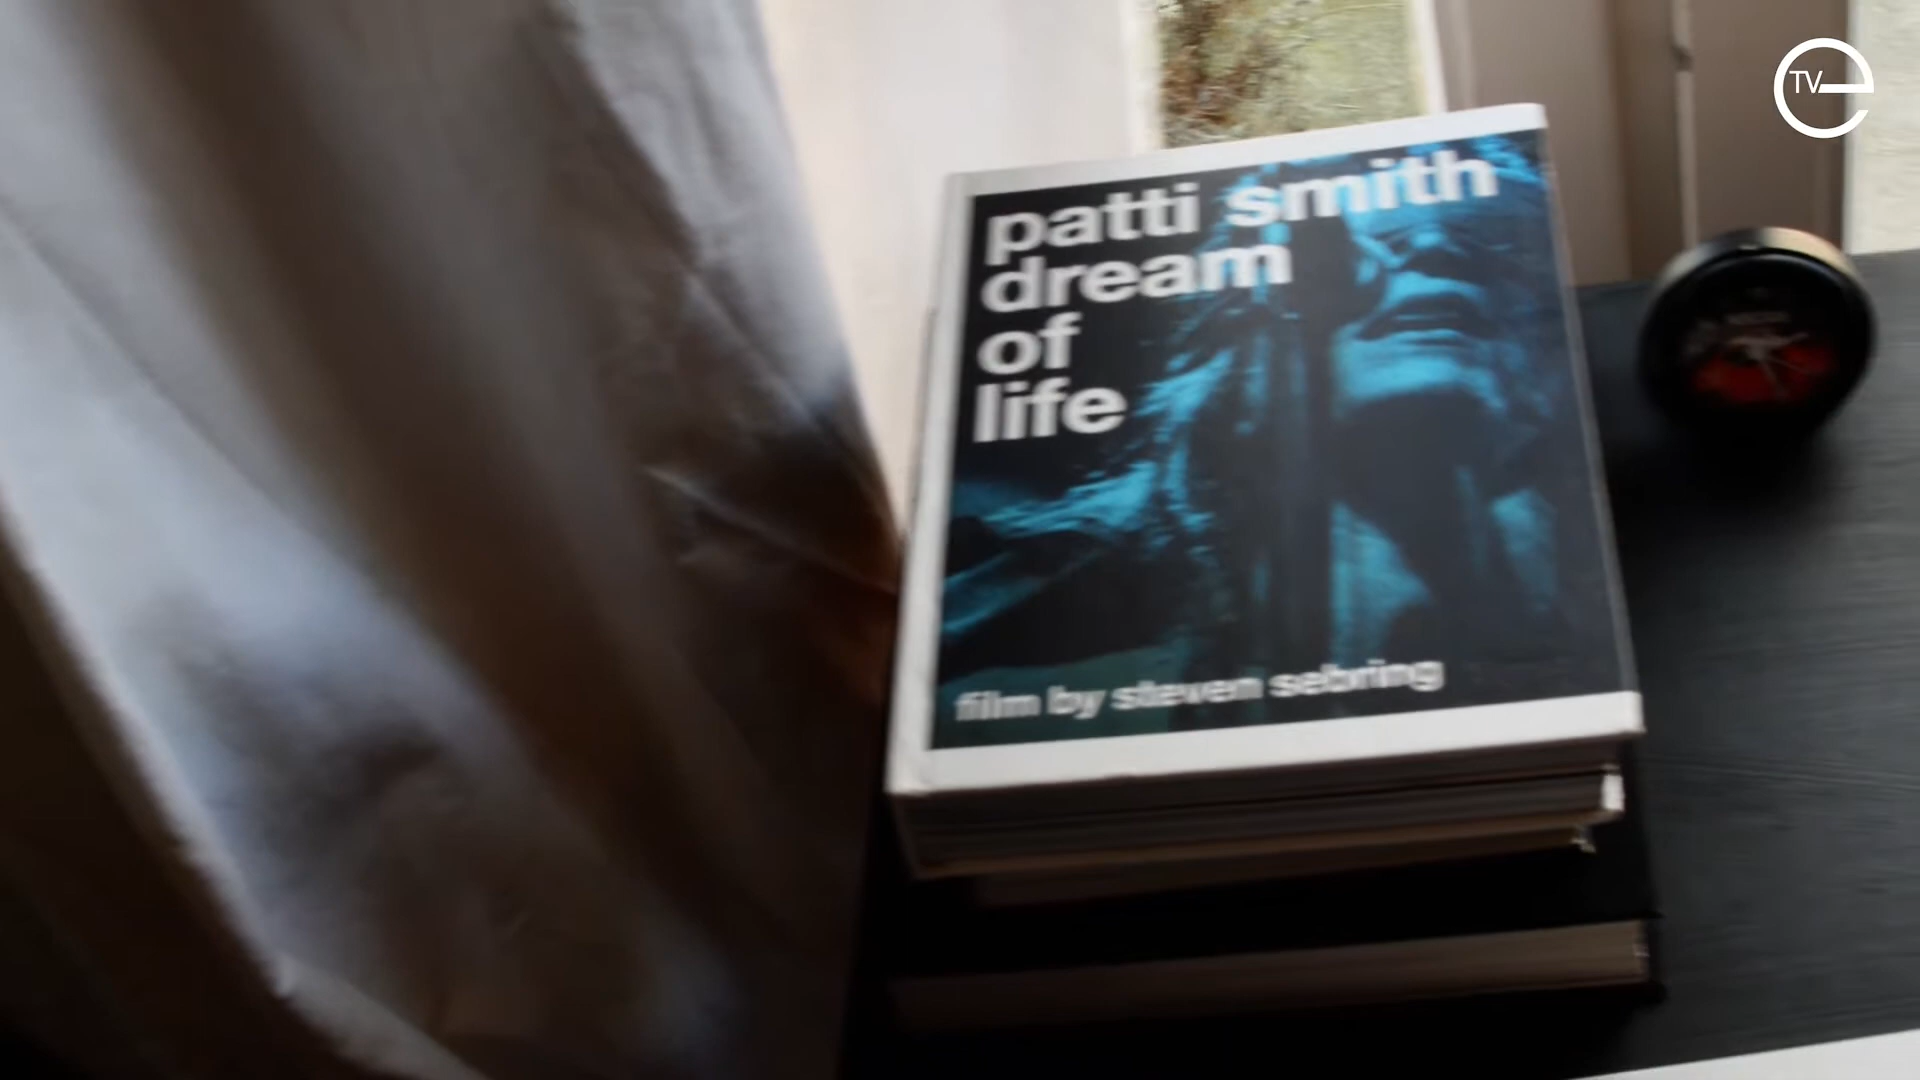 TV e
patti smith
dream
of
life
film by steven sebring